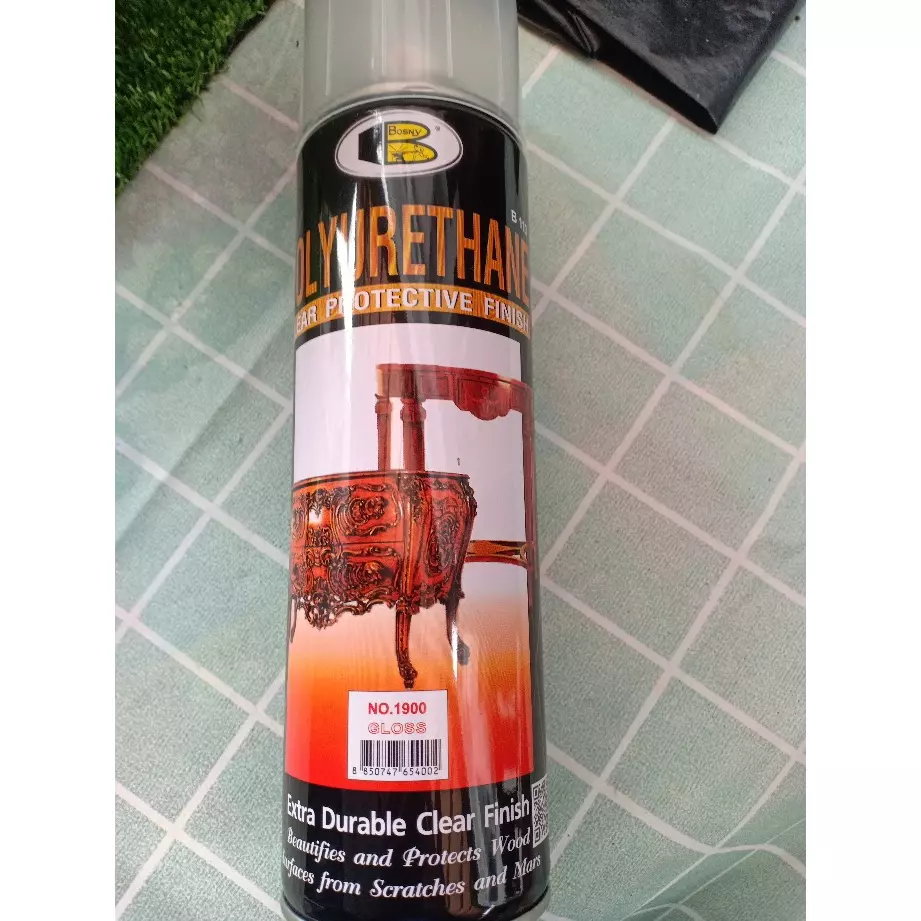 BOSNY
B
OLYURETHANE
EAR PROTECTIVE FINISH
1
NO.1900
GLOSS
8 850747 654002
Extra Durable Clear Finish
Beautifies and Protects Wood
urfaces from Scratches and Mars